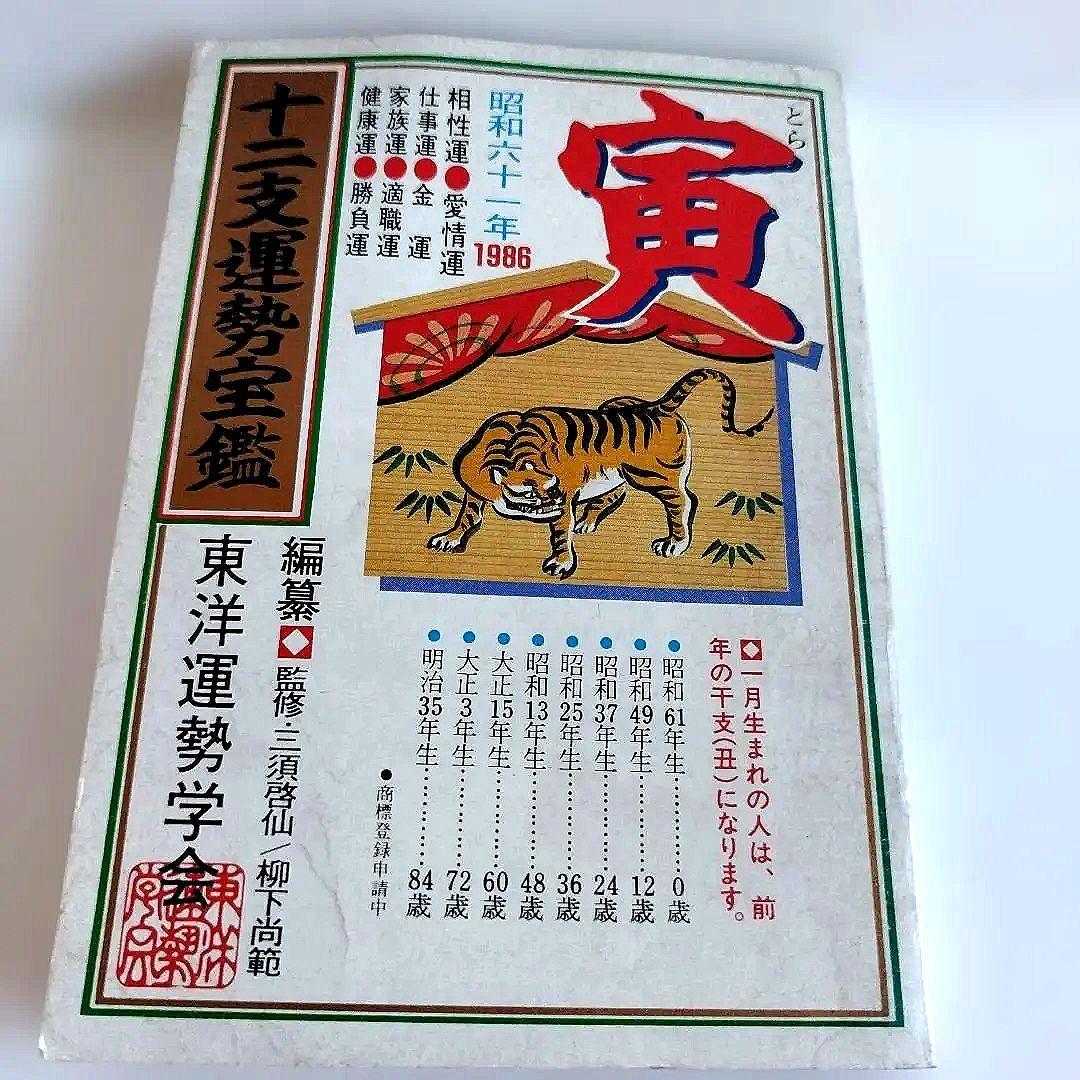 とら
寅
昭和六十一年
1986
相性運●愛情運
仕事運●金運
家族運●適職運
健康運●勝負運
十二支運勢宝鑑
◆一月生まれの人は、前
年の干支(丑)になります。
●昭和61年生………0歳
●昭和49年生………12歳
●昭和37年生………24歳
●昭和25年生………36歳
●昭和13年生………48歳
●大正15年生………60歳
●大正3年生………72歳
●明治35年生………84歳
●商標登録申請中
編纂◆監修・三須啓仙/柳下尚範
東洋運勢学会
東洋
運勢
学会